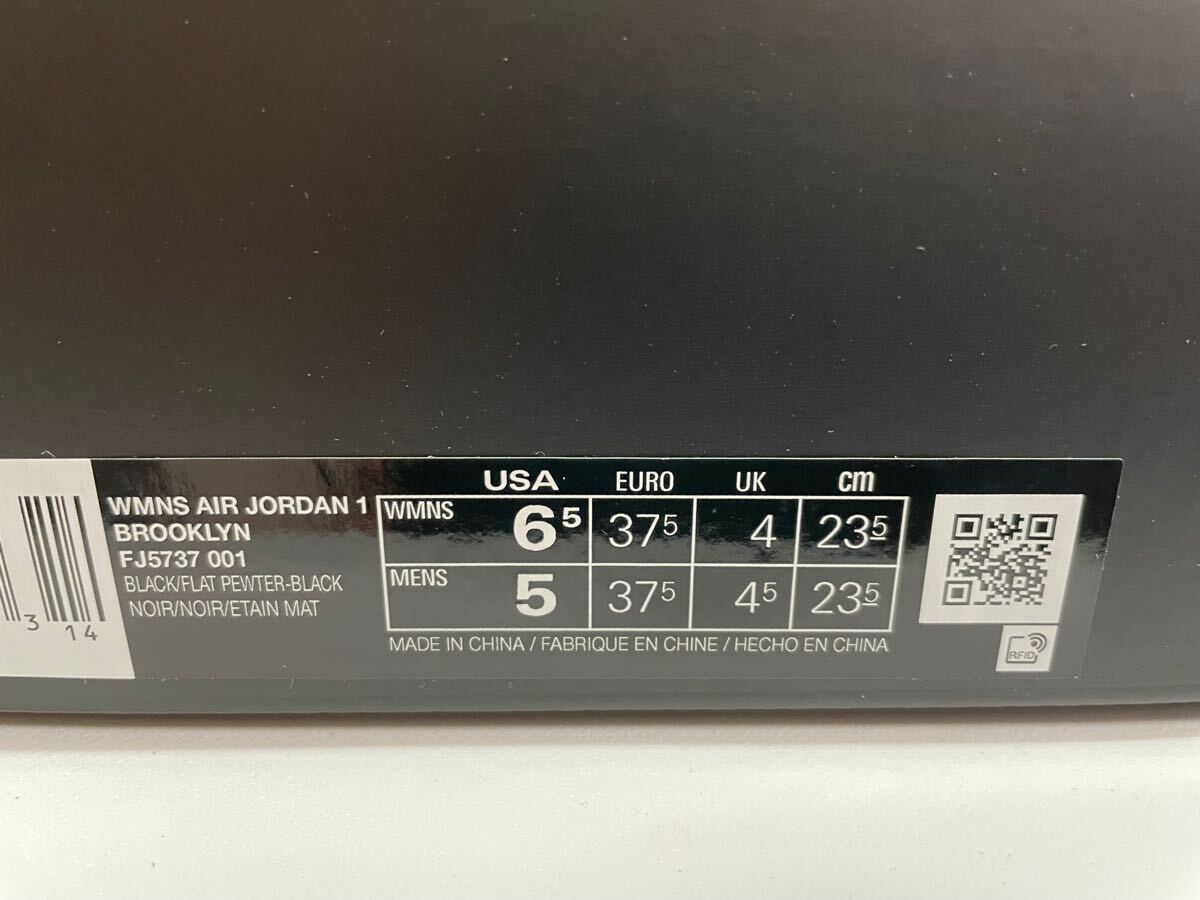 3 14
WMNS AIR JORDAN 1
BROOKLYN
FJ5737 001
BLACK/FLAT PEWTER-BLACK
NOIR/NOIR/ETAIN MAT
USA EURO UK cm
WMNS 6⁵ 37⁵ 4 23⁵
MENS 5 37⁵ 4⁵ 23⁵
MADE IN CHINA / FABRIQUE EN CHINE / HECHO EN CHINA
RFID